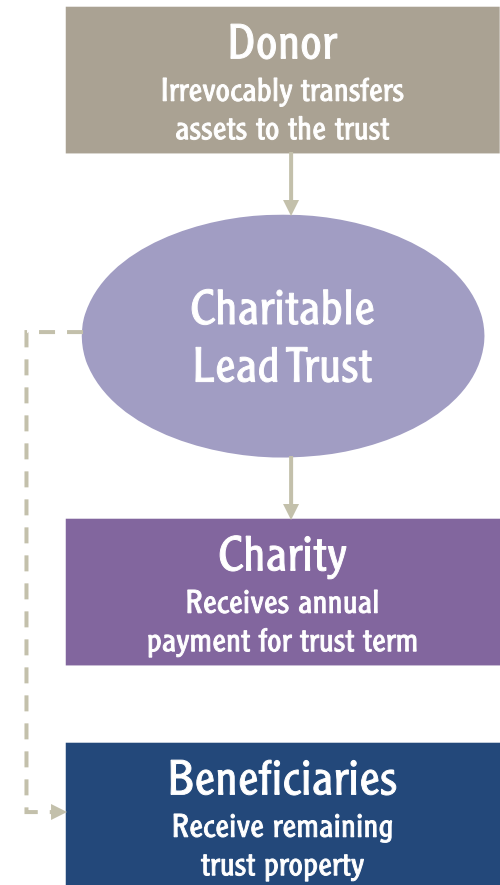 Donor
Irrevocably transfers
assets to the trust
Charitable
Lead Trust
Charity
Receives annual
payment for trust term
Beneficiaries
Receive remaining
trust property